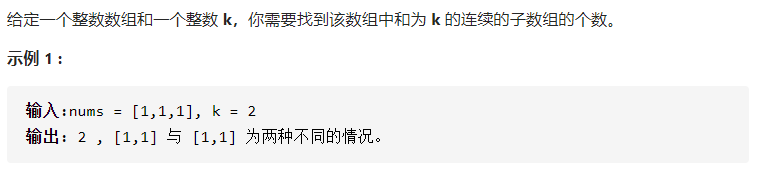 给定一个整数数组和一个整数 k，你需要找到该数组中和为 k 的连续的子数组的个数。
示例 1 :
输入:nums = [1,1,1], k = 2
输出: 2 , [1,1] 与 [1,1] 为两种不同的情况。